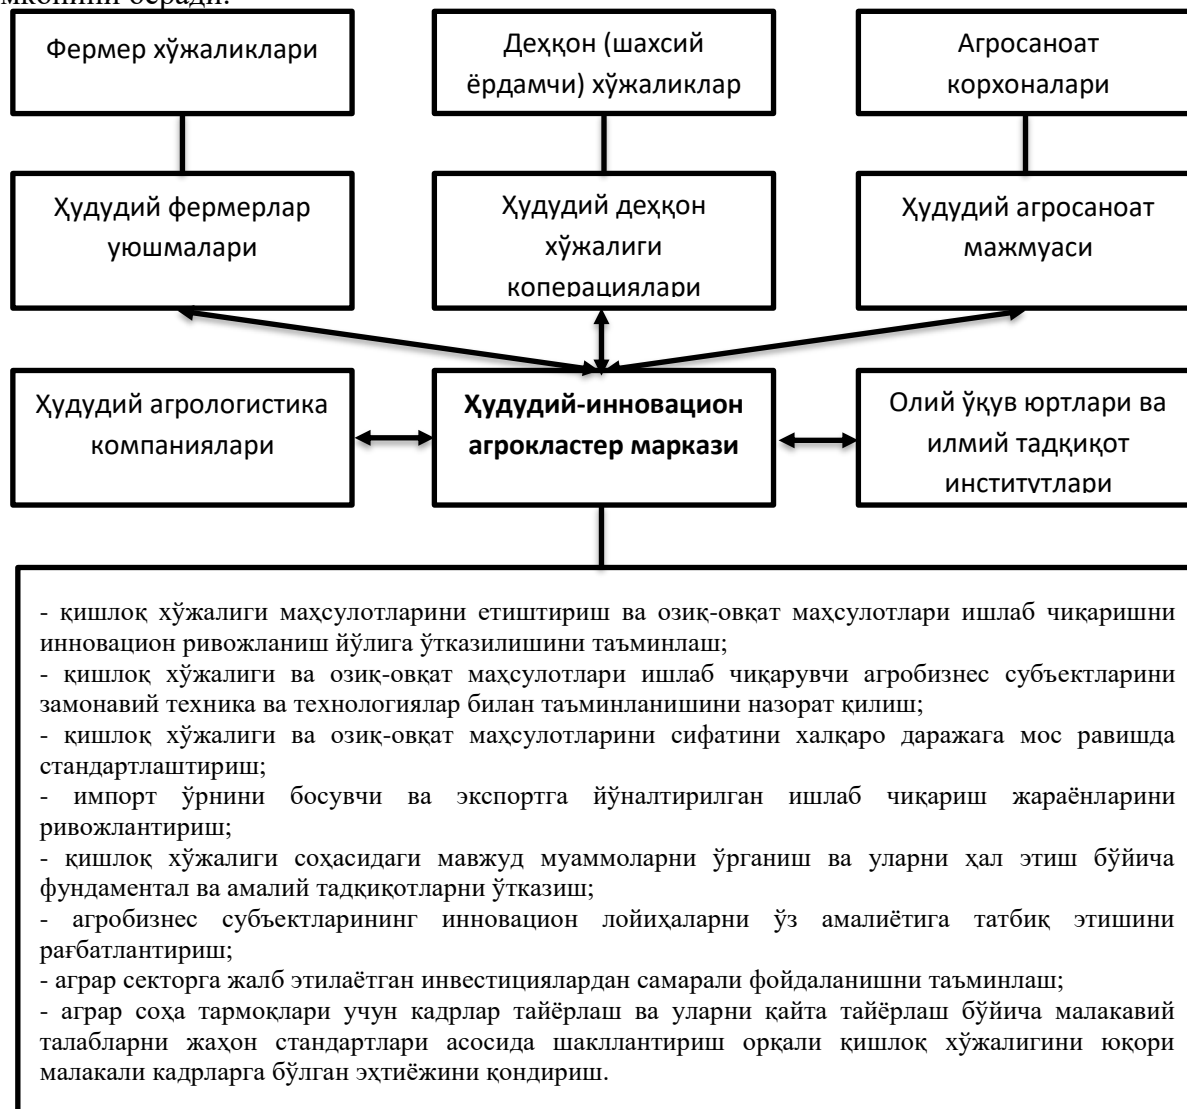 Фермер хўжаликлари
Деҳқон (шахсий
ёрдамчи) хўжаликлар
Агросаноат
корхоналари
Ҳудудий фермерлар
уюшмалари
Ҳудудий деҳқон
хўжалиги
коперациялари
Ҳудудий агросаноат
мажмуаси
Ҳудудий агрологистика
компаниялари
Ҳудудий-инновацион
агрокластер маркази
Олий ўқув юртлари ва
илмий тадқиқот
институтлари
- қишлоқ хўжалиги маҳсулотларини етиштириш ва озиқ-овқат маҳсулотлари ишлаб чиқаришни
инновацион ривожланиш йўлига ўтказилишини таъминлаш;
- қишлоқ хўжалиги ва озиқ-овқат маҳсулотлари ишлаб чиқарувчи агробизнес субъектларини
замонавий техника ва технологиялар билан таъминланишини назорат қилиш;
- қишлоқ хўжалиги ва озиқ-овқат маҳсулотларини сифатини халқаро даражага мос равишда
стандартлаштириш;
- импорт ўрнини босувчи ва экспортга йўналтирилган ишлаб чиқариш жараёнларини
ривожлантириш;
- қишлоқ хўжалиги соҳасидаги мавжуд муаммоларни ўрганиш ва уларни ҳал этиш бўйича
фундаментал ва амалий тадқиқотларни ўтказиш;
- агробизнес субъектларининг инновацион лойиҳаларни ўз амалиётига татбиқ этишини
рағбатлантириш;
- аграр секторга жалб этилаётган инвестициялардан самарали фойдаланишни таъминлаш;
- аграр соҳа тармоқлари учун кадрлар тайёрлаш ва уларни қайта тайёрлаш бўйича малакавий
талабларни жаҳон стандартлари асосида шакллантириш орқали қишлоқ хўжалигини юқори
малакали кадрларга бўлган эҳтиёжини қондириш.